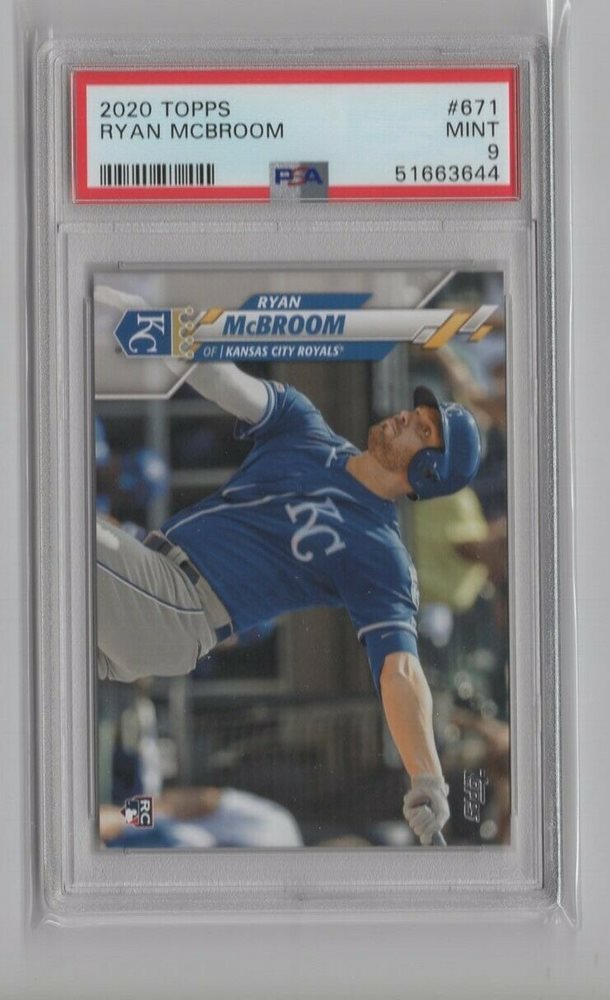 2020 TOPPS #671
RYAN MCBROOM MINT
9
PSA 51663644
RYAN
McBROOM
KC
OF | KANSAS CITY ROYALS®
KC
RC
TOPPS